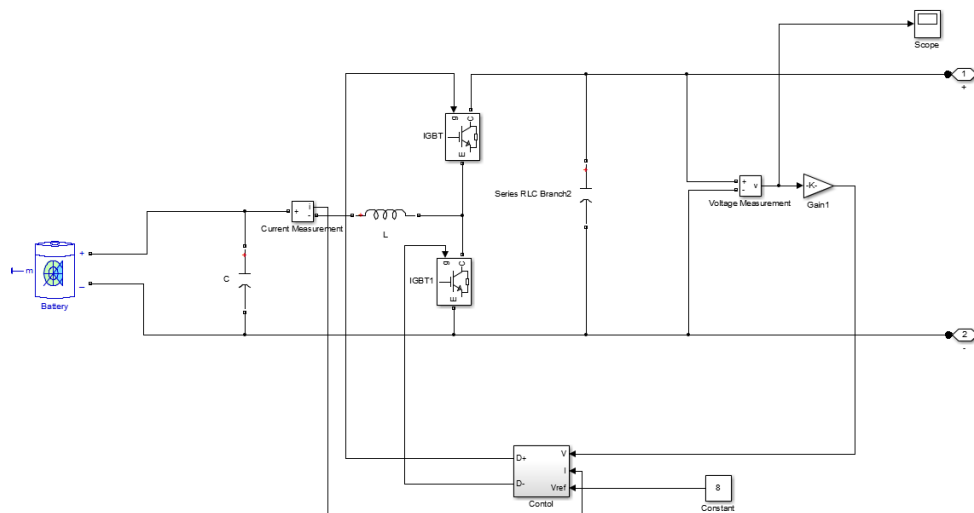 Scope
1
+
g
C
IGBT
E
Series RLC Branch2
+
-
v
-K-
Voltage Measurement
Gain1
+
i
-
Current Measurement
L
+
m
_
Battery
C
g
C
IGBT1
E
2
-
D+
V
I
D-
Vref
8
Contol
Constant